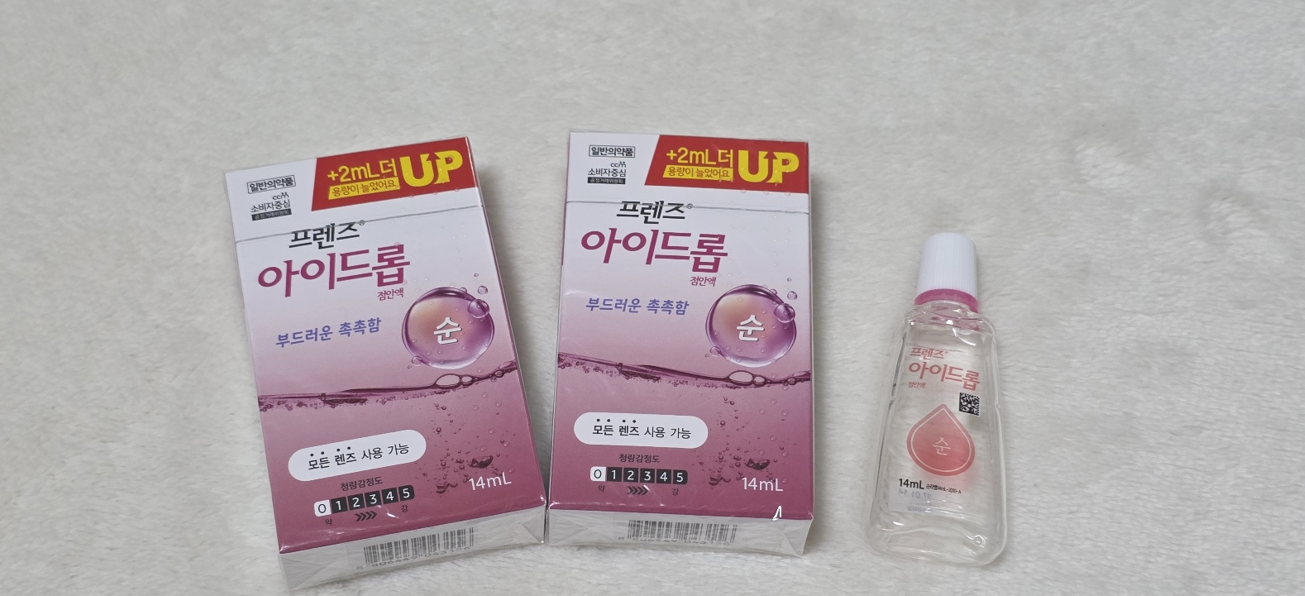 일반의약품
CCM
소비자중심
+2mL더
용량이 늘었어요.
UP
프렌즈®
아이드롭
점안액
부드러운 촉촉함
순
모든 렌즈 사용 가능
청량감정도
0 1 2 3 4 5
약 강
14mL
일반의약품
CCM
소비자중심
+2mL더
용량이 늘었어요.
UP
프렌즈®
아이드롭
점안액
부드러운 촉촉함
순
모든 렌즈 사용 가능
청량감정도
0 1 2 3 4 5
약 강
14mL
프렌즈®
아이드롭
점안액
순
14mL